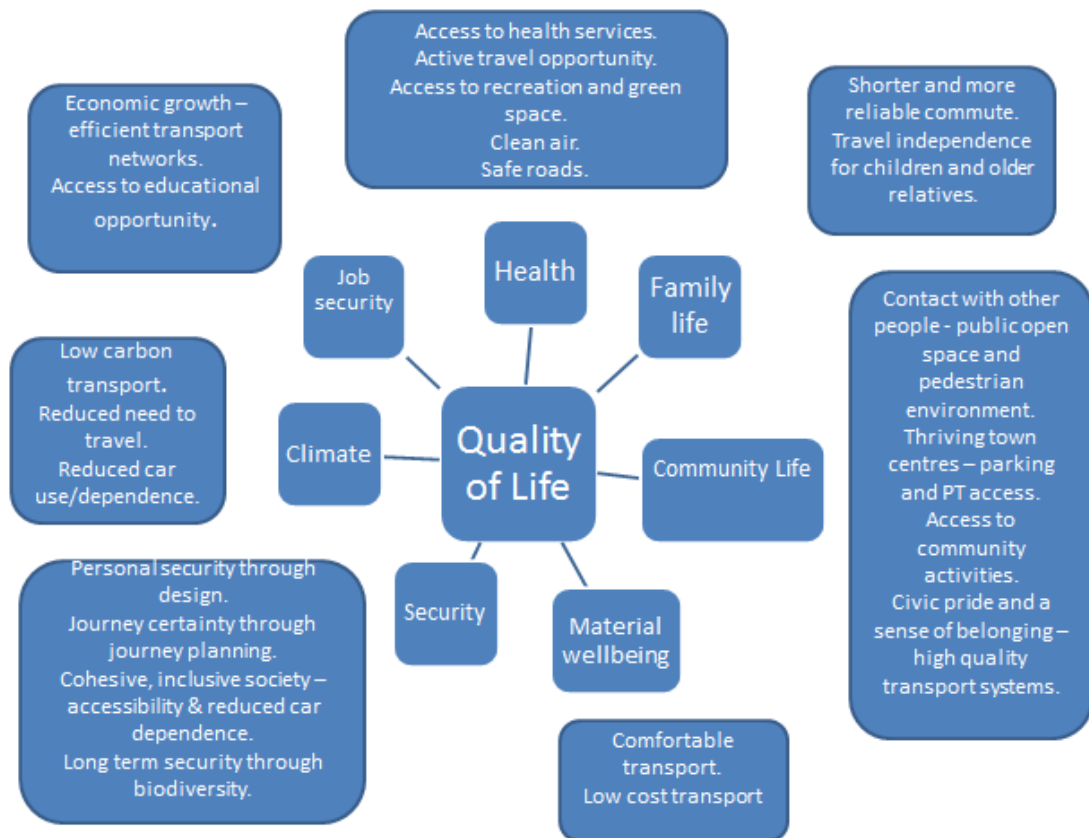 Access to health services.
Active travel opportunity.
Access to recreation and green
space.
Clean air.
Safe roads.
Economic growth –
efficient transport
networks.
Access to educational
opportunity.
Shorter and more
reliable commute.
Travel independence
for children and older
relatives.
Job
security
Health
Family
life
Contact with other
people - public open
space and
pedestrian
environment.
Thriving town
centres – parking
and PT access.
Access to
community
activities.
Civic pride and a
sense of belonging –
high quality
transport systems.
Low carbon
transport.
Reduced need to
travel.
Reduced car
use/dependence.
Climate
Quality
of Life
Community Life
Personal security through
design.
Journey certainty through
journey planning.
Cohesive, inclusive society –
accessibility & reduced car
dependence.
Long term security through
biodiversity.
Security
Material
wellbeing
Comfortable
transport.
Low cost transport